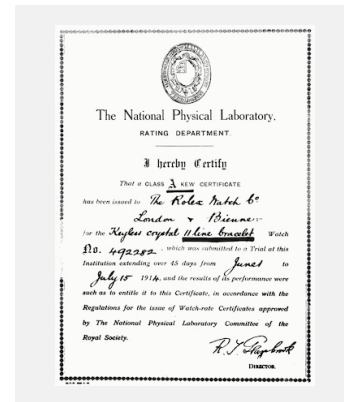 The National Physical Laboratory.
RATING DEPARTMENT.
I hereby Certify
That a CLASS A KEW CERTIFICATE
has been issued to The Rolex Watch Co
London & Bienne
for the Keyless crystal 11 line bracelet Watch
No. 492282, which was submitted to a Trial at this
Institution extending over 45 days from June 1 to
July 15 1914, and the results of its performance were
such as to entitle it to this Certificate, in accordance with the
Regulations for the issue of Watch-rate Certificates approved
by The National Physical Laboratory Committee of the
Royal Society.
DIRECTOR.